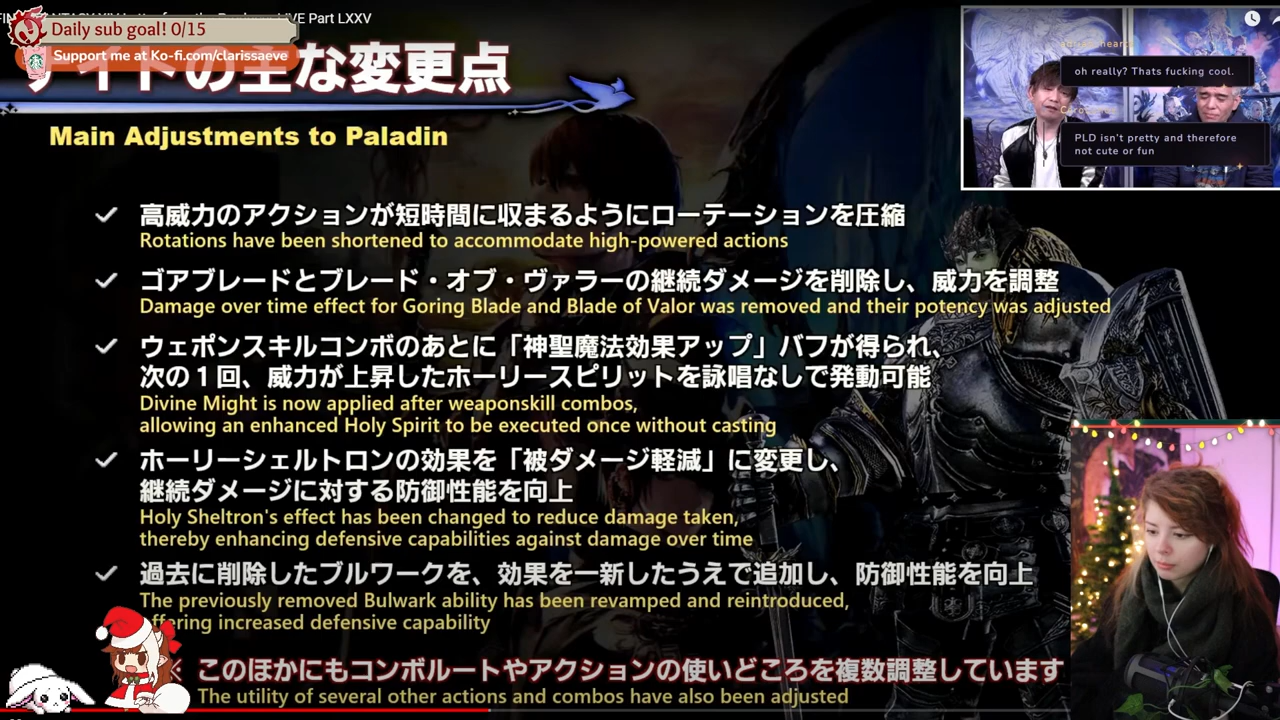 FINAL FANTASY XIV Letter from the Producer LIVE Part LXXV
Daily sub goal! 0/15
Support me at Ko-fi.com/clarissaeve
ナイトの主な変更点
Main Adjustments to Paladin
oh really? Thats fucking cool.
PLD isn't pretty and therefore
not cute or fun
高威力のアクションが短時間に収まるようにローテーションを圧縮
Rotations have been shortened to accommodate high-powered actions
ゴアブレードとブレード・オブ・ヴァラーの継続ダメージを削除し、威力を調整
Damage over time effect for Goring Blade and Blade of Valor was removed and their potency was adjusted
ウェポンスキルコンボのあとに「神聖魔法効果アップ」バフが得られ、
次の1回、威力が上昇したホーリースピリットを詠唱なしで発動可能
Divine Might is now applied after weaponskill combos,
allowing an enhanced Holy Spirit to be executed once without casting
ホーリーシェルトロンの効果を「被ダメージ軽減」に変更し、
継続ダメージに対する防御性能を向上
Holy Sheltron's effect has been changed to reduce damage taken,
thereby enhancing defensive capabilities against damage over time
過去に削除したブルワークを、効果を一新したうえで追加し、防御性能を向上
The previously removed Bulwark ability has been revamped and reintroduced,
offering increased defensive capability
※ このほかにもコンボルートやアクションの使いどころを複数調整しています
The utility of several other actions and combos have also been adjusted